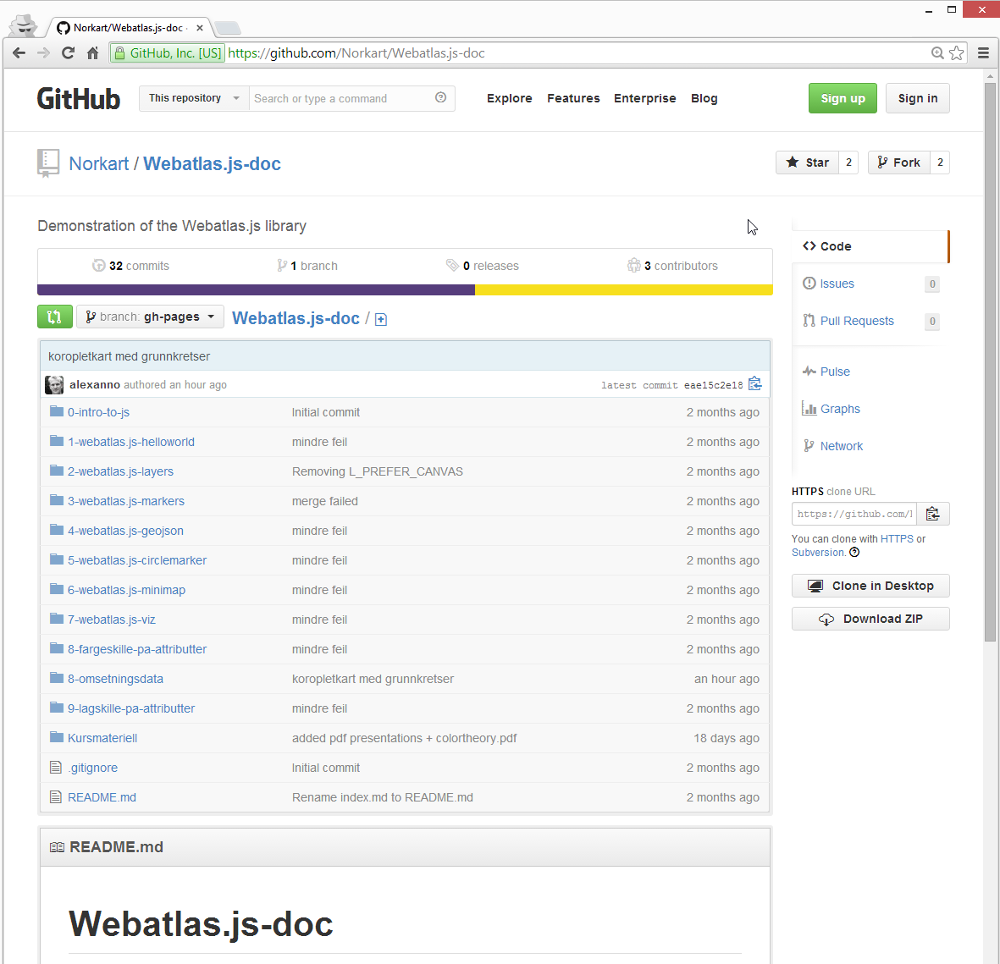 Norkart/Webatlas.js-doc
GitHub, Inc. [US] https://github.com/Norkart/Webatlas.js-doc
GitHub This repository Search or type a command Explore Features Enterprise Blog Sign up Sign in
Norkart / Webatlas.js-doc Star 2 Fork 2
Demonstration of the Webatlas.js library
32 commits 1 branch 0 releases 3 contributors
branch: gh-pages Webatlas.js-doc /
koropletkart med grunnkretser
alexanno authored an hour ago latest commit eae15c2e18
0-intro-to-js Initial commit 2 months ago
1-webatlas.js-helloworld mindre feil 2 months ago
2-webatlas.js-layers Removing L_PREFER_CANVAS 2 months ago
3-webatlas.js-markers merge failed 2 months ago
4-webatlas.js-geojson mindre feil 2 months ago
5-webatlas.js-circlemarker mindre feil 2 months ago
6-webatlas.js-minimap mindre feil 2 months ago
7-webatlas.js-viz mindre feil 2 months ago
8-fargeskille-pa-attributter mindre feil 2 months ago
8-omsetningsdata koropletkart med grunnkretser an hour ago
9-lagskille-pa-attributter mindre feil 2 months ago
Kursmateriell added pdf presentations + colortheory.pdf 18 days ago
.gitignore Initial commit 2 months ago
README.md Rename index.md to README.md 2 months ago
README.md
Webatlas.js-doc
Code
Issues 0
Pull Requests 0
Pulse
Graphs
Network
HTTPS clone URL
https://github.com/
You can clone with HTTPS or
Subversion.
Clone in Desktop
Download ZIP